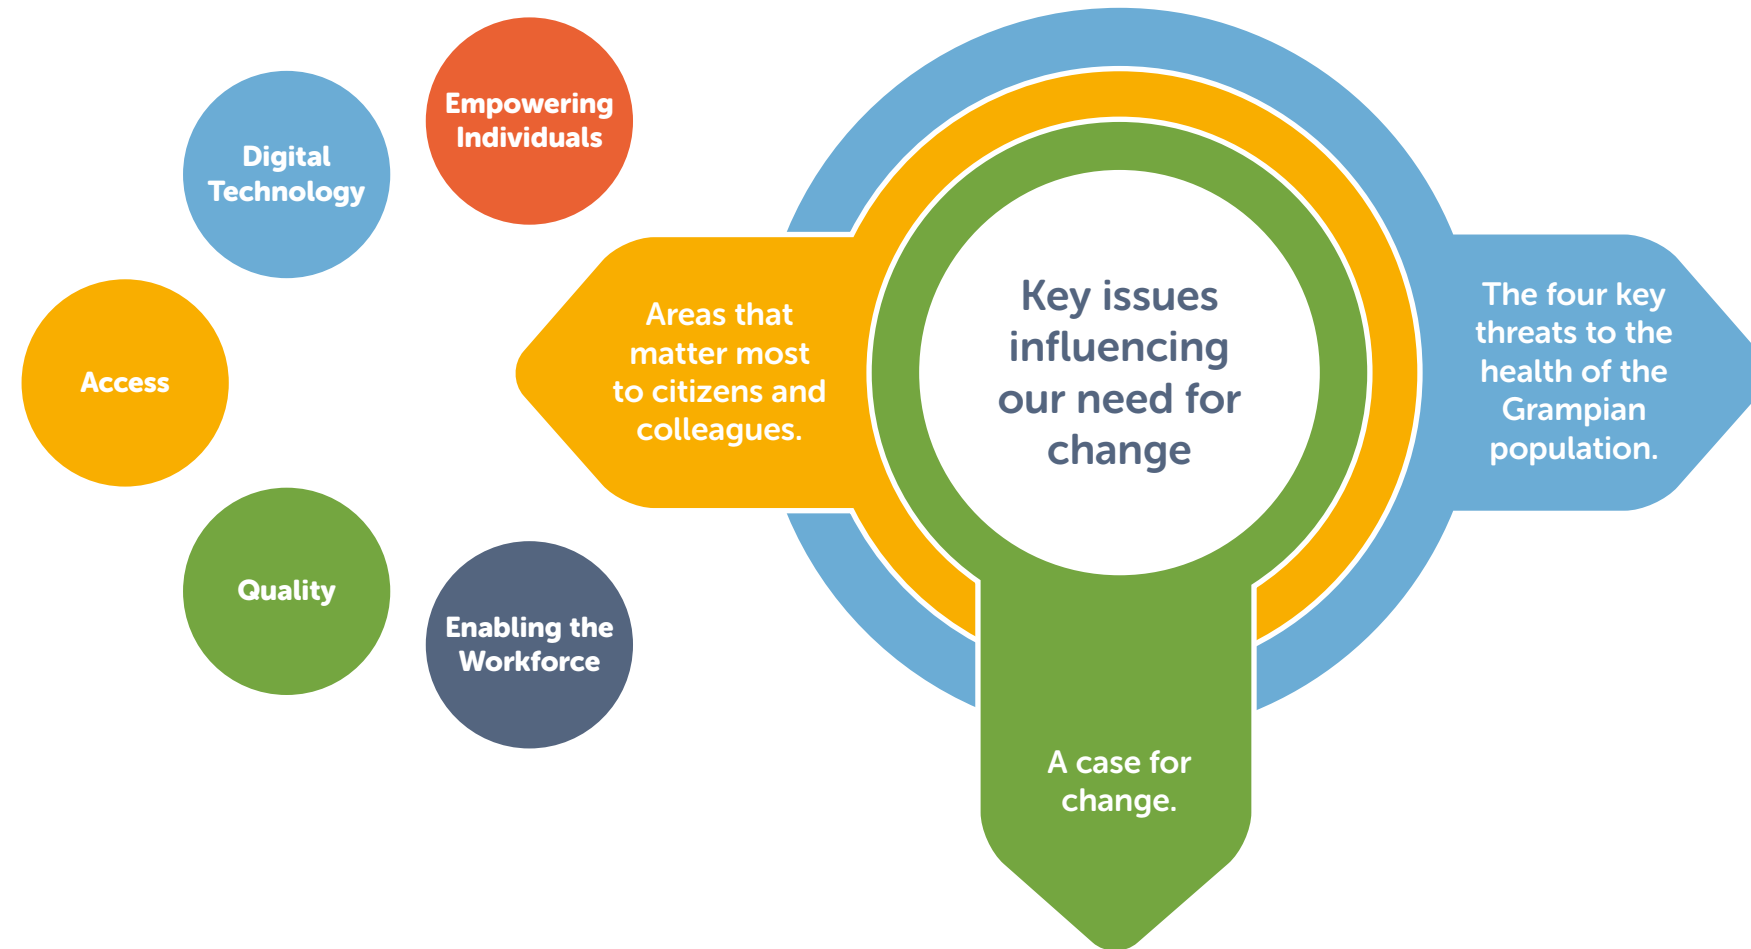 Empowering
Individuals
Digital
Technology
Access
Quality
Enabling the
Workforce
Areas that
matter most
to citizens and
colleagues.
Key issues
influencing
our need for
change
The four key
threats to the
health of the
Grampian
population.
A case for
change.